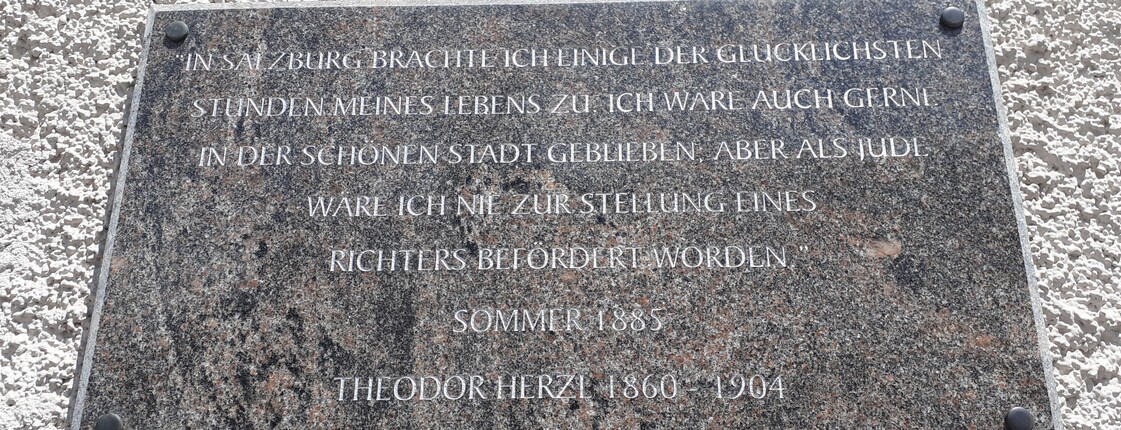 "IN SALZBURG BRACHTE ICH EINIGE DER GLÜCKLICHSTEN
STUNDEN MEINES LEBENS ZU. ICH WÄRE AUCH GERNE
IN DER SCHÖNEN STADT GEBLIEBEN, ABER ALS JUDE
WÄRE ICH NIE ZUR STELLUNG EINES
RICHTERS BEFÖRDERT WORDEN."
SOMMER 1885
THEODOR HERZL 1860 - 1904